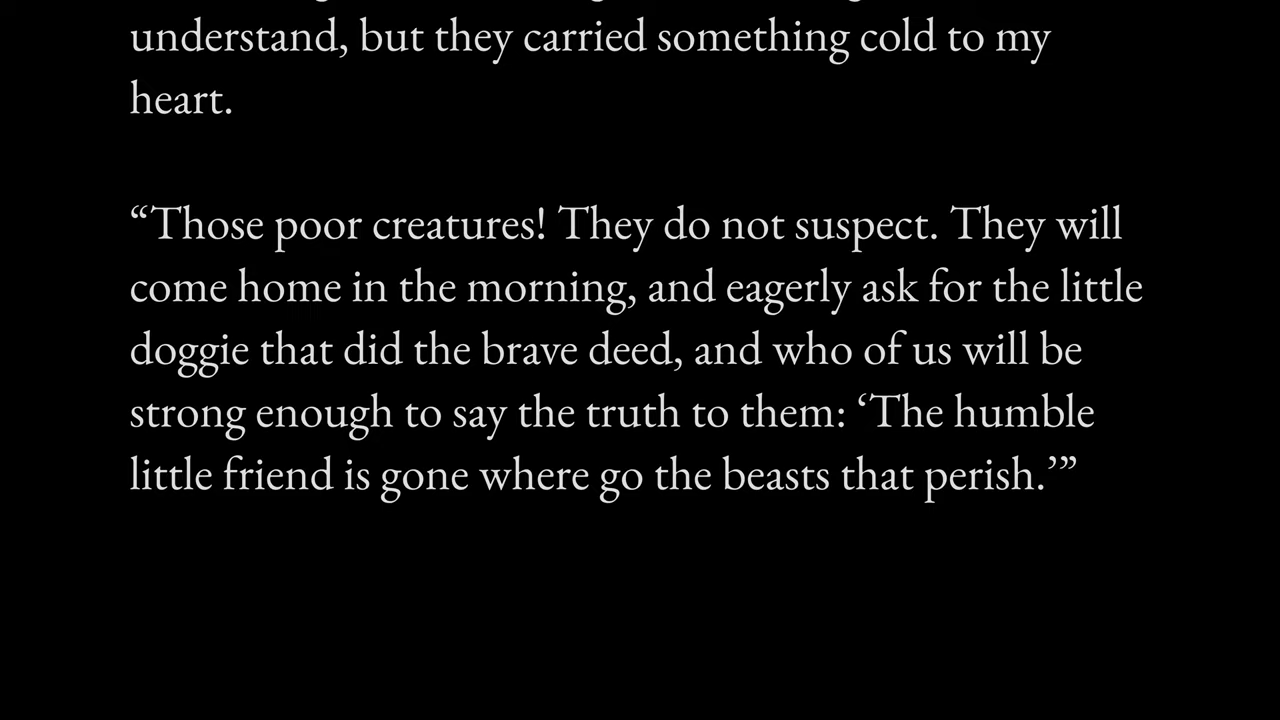 understand, but they carried something cold to my
heart.
“Those poor creatures! They do not suspect. They will
come home in the morning, and eagerly ask for the little
doggie that did the brave deed, and who of us will be
strong enough to say the truth to them: ‘The humble
little friend is gone where go the beasts that perish.’”